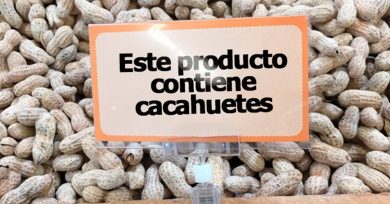 Este producto
contiene
cacahuetes